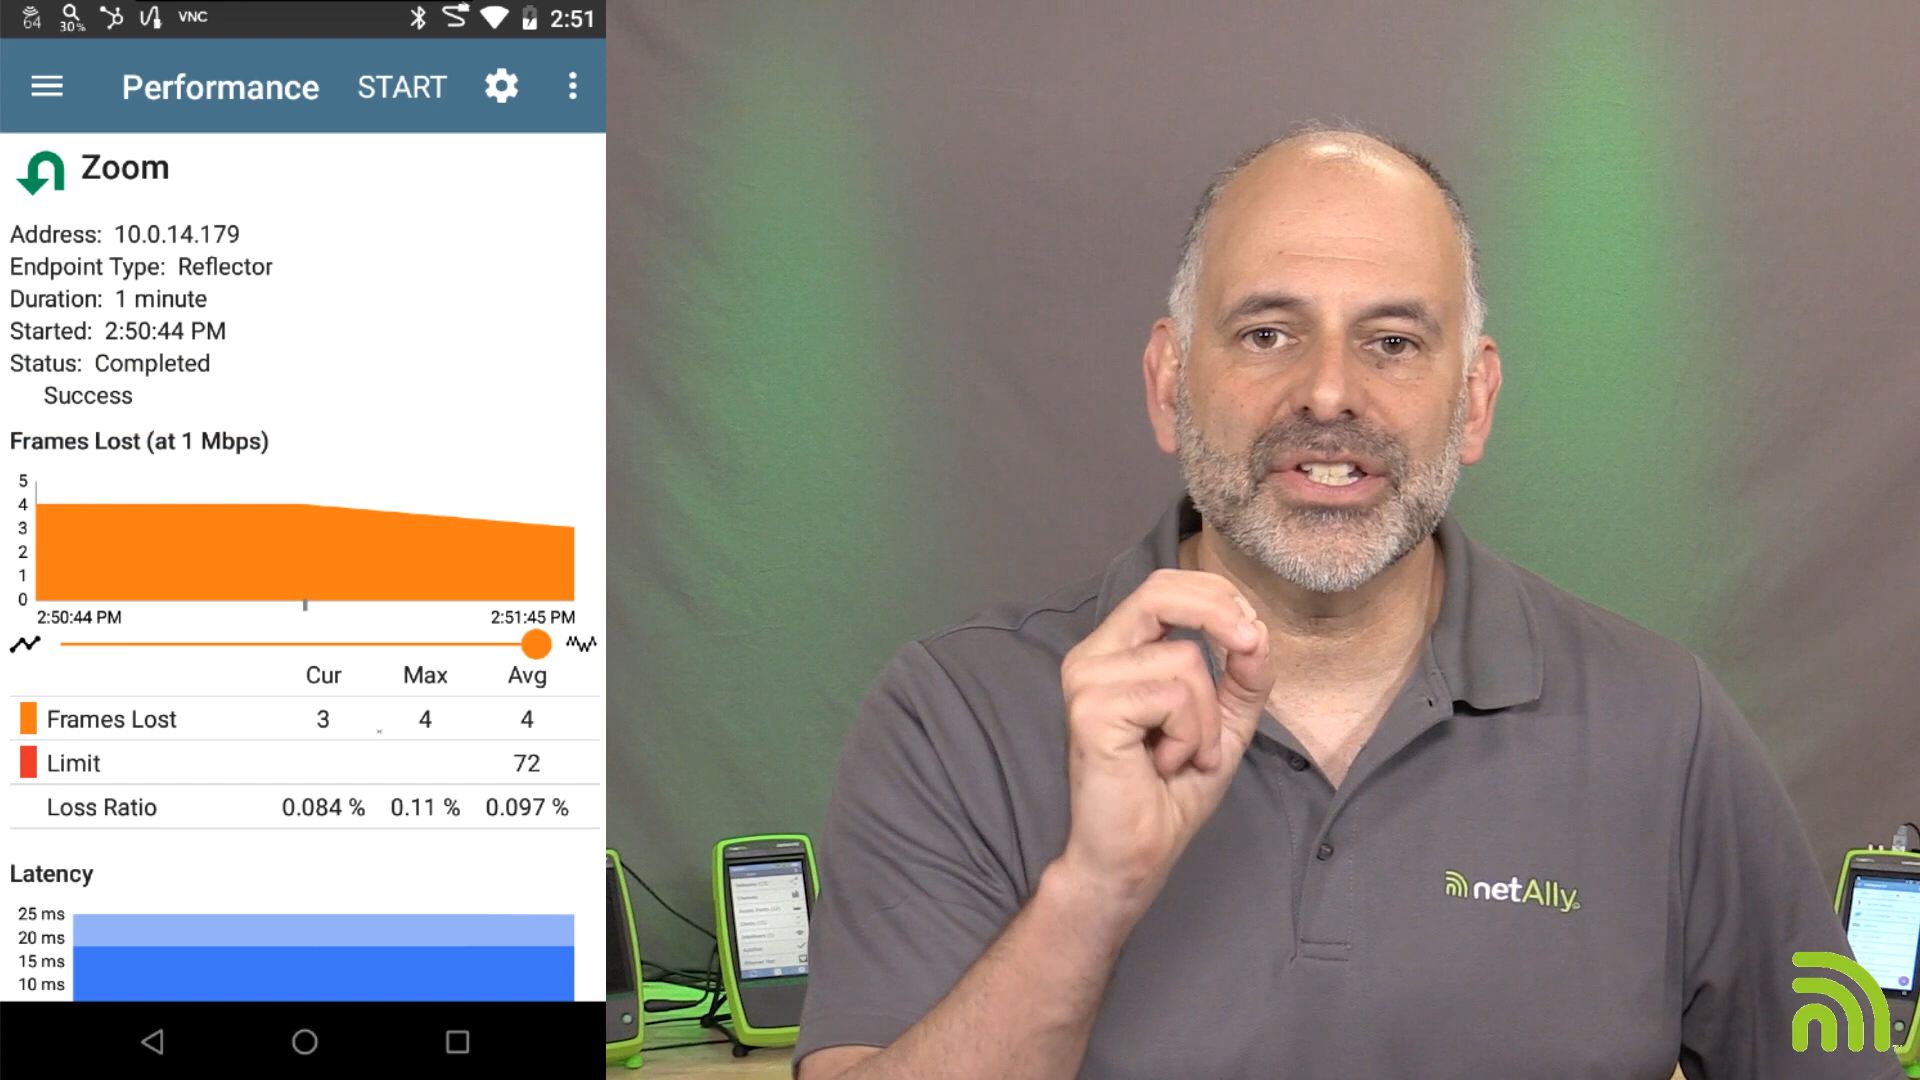 64 30% VNC 2:51
Performance START
Zoom
Address: 10.0.14.179
Endpoint Type: Reflector
Duration: 1 minute
Started: 2:50:44 PM
Status: Completed
Success
Frames Lost (at 1 Mbps)
5
4
3
2
1
0
2:50:44 PM 2:51:45 PM
Cur Max Avg
Frames Lost 3 4 4
Limit 72
Loss Ratio 0.084 % 0.11 % 0.097 %
Latency
25 ms
20 ms
15 ms
10 ms
netAlly